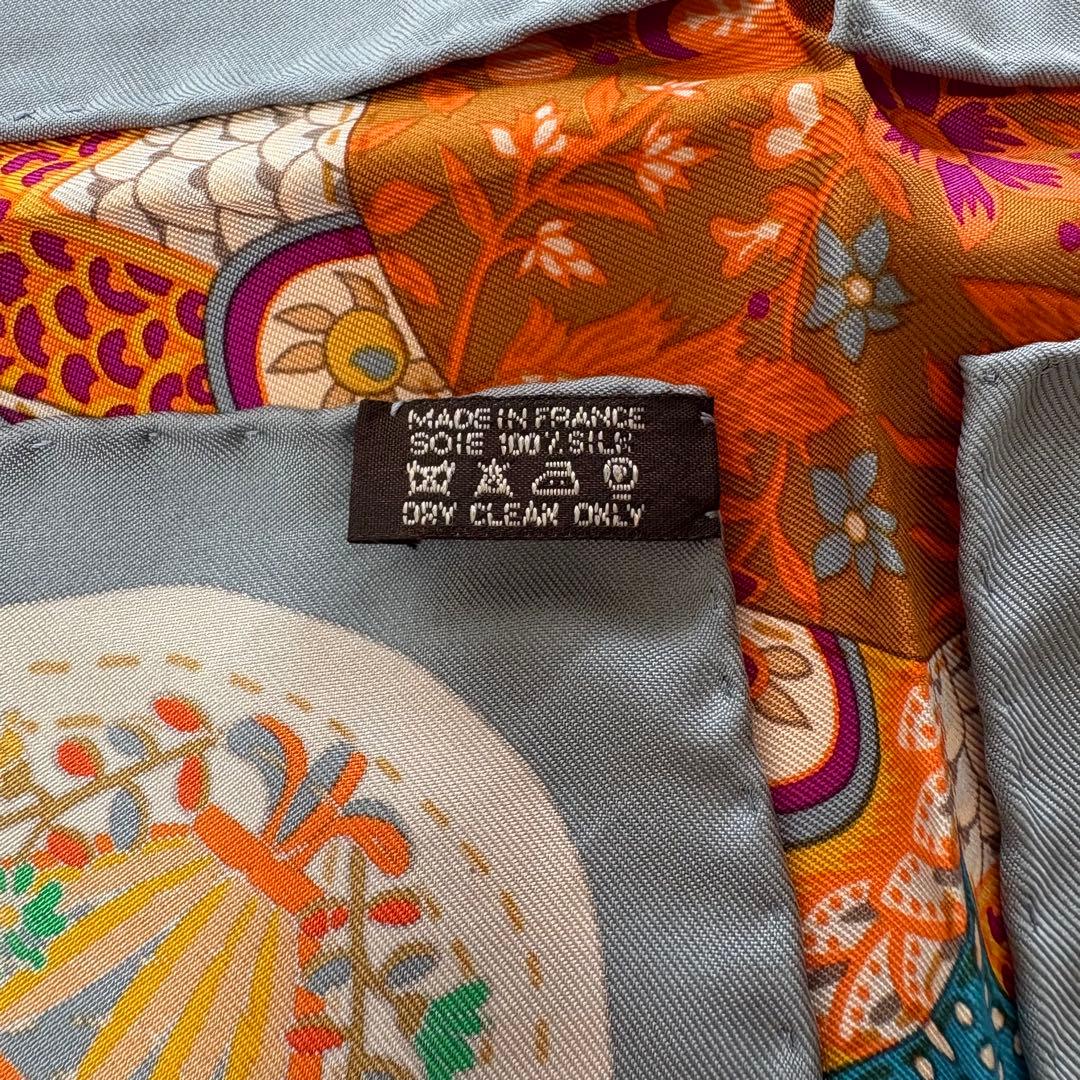 MADE IN FRANCE
SOIE 100% SILK
DRY CLEAN ONLY